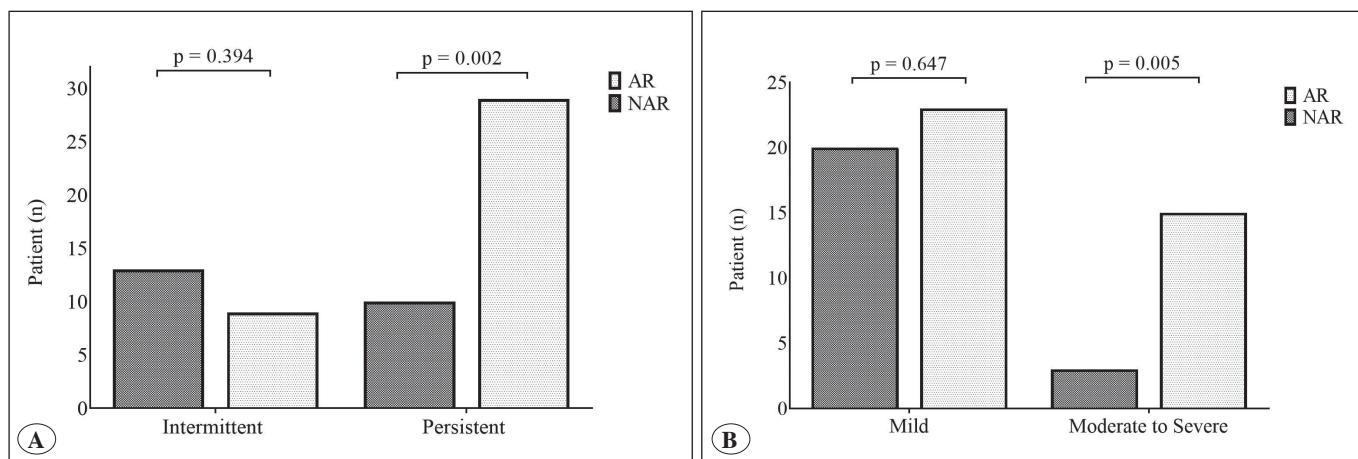 p = 0.394
p = 0.002
AR
NAR
30
25
20
15
10
5
0
Patient (n)
Intermittent
Persistent
A
p = 0.647
p = 0.005
AR
NAR
25
20
15
20
5
0
Patient (n)
Mild
Moderate to Severe
B